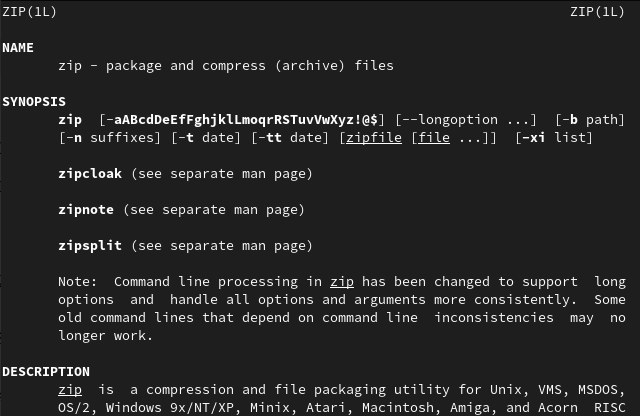 ZIP(1L) ZIP(1L)
NAME
zip - package and compress (archive) files
SYNOPSIS
zip [-aABcdDeEfFghjklLmoqrRSTuvVwXyz!@$] [--longoption ...] [-b path]
[-n suffixes] [-t date] [-tt date] [zipfile [file ...]] [-xi list]
zipcloak (see separate man page)
zipnote (see separate man page)
zipsplit (see separate man page)
Note: Command line processing in zip has been changed to support long
options and handle all options and arguments more consistently. Some
old command lines that depend on command line inconsistencies may no
longer work.
DESCRIPTION
zip is a compression and file packaging utility for Unix, VMS, MSDOS,
OS/2, Windows 9x/NT/XP, Minix, Atari, Macintosh, Amiga, and Acorn RISC